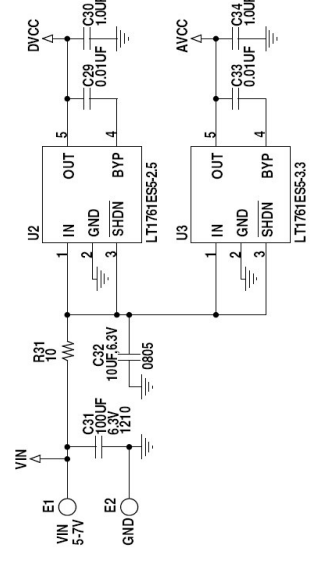 VIN
E1
VIN
5-7V
E2
GND
R31
10
C31
100UF
6.3V
1210
C32
10UF,6.3V
0805
U2
1 IN OUT 5
2 GND
3 SHDN BYP 4
LT1761ES5-2.5
DVCC
C29
0.01UF
C30
1.0UF
U3
1 IN OUT 5
2 GND
3 SHDN BYP 4
LT1761ES5-3.3
AVCC
C33
0.01UF
C34
1.0UF